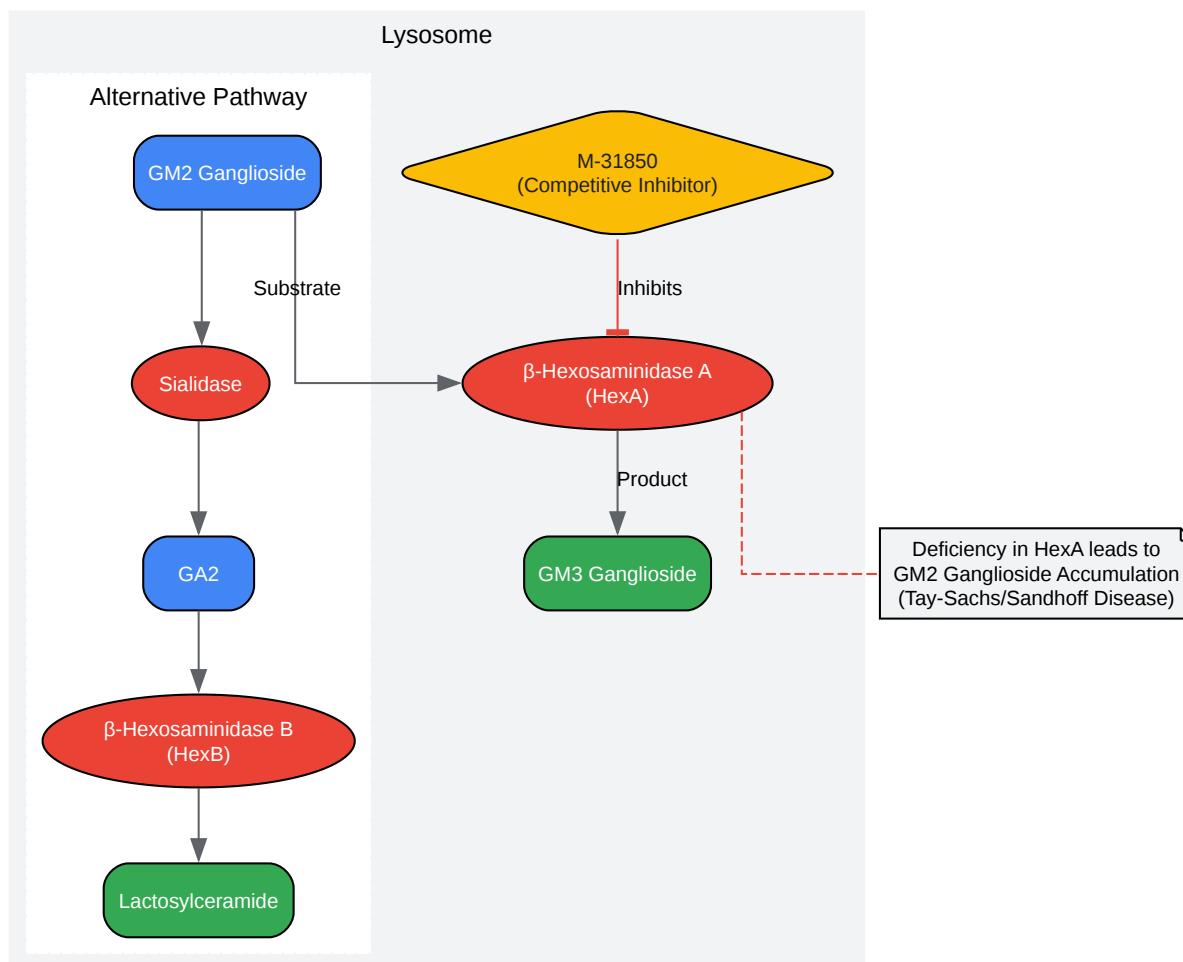 Lysosome
Alternative Pathway
GM2 Ganglioside
M-31850
(Competitive Inhibitor)
Substrate
Inhibits
Sialidase
β-Hexosaminidase A
(HexA)
Product
GA2
GM3 Ganglioside
Deficiency in HexA leads to
GM2 Ganglioside Accumulation
(Tay-Sachs/Sandhoff Disease)
β-Hexosaminidase B
(HexB)
Lactosylceramide